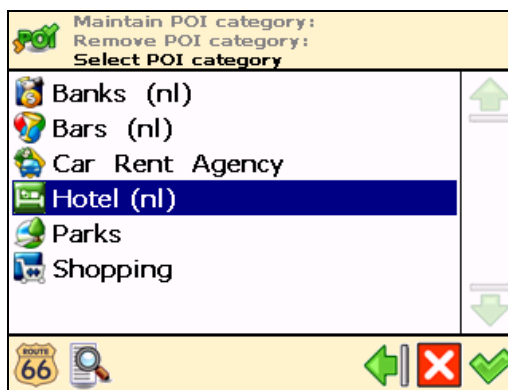 POI
Maintain POI category:
Remove POI category:
Select POI category
Banks (nl)
Bars (nl)
Car Rent Agency
Hotel (nl)
Parks
Shopping
ROUTE
66